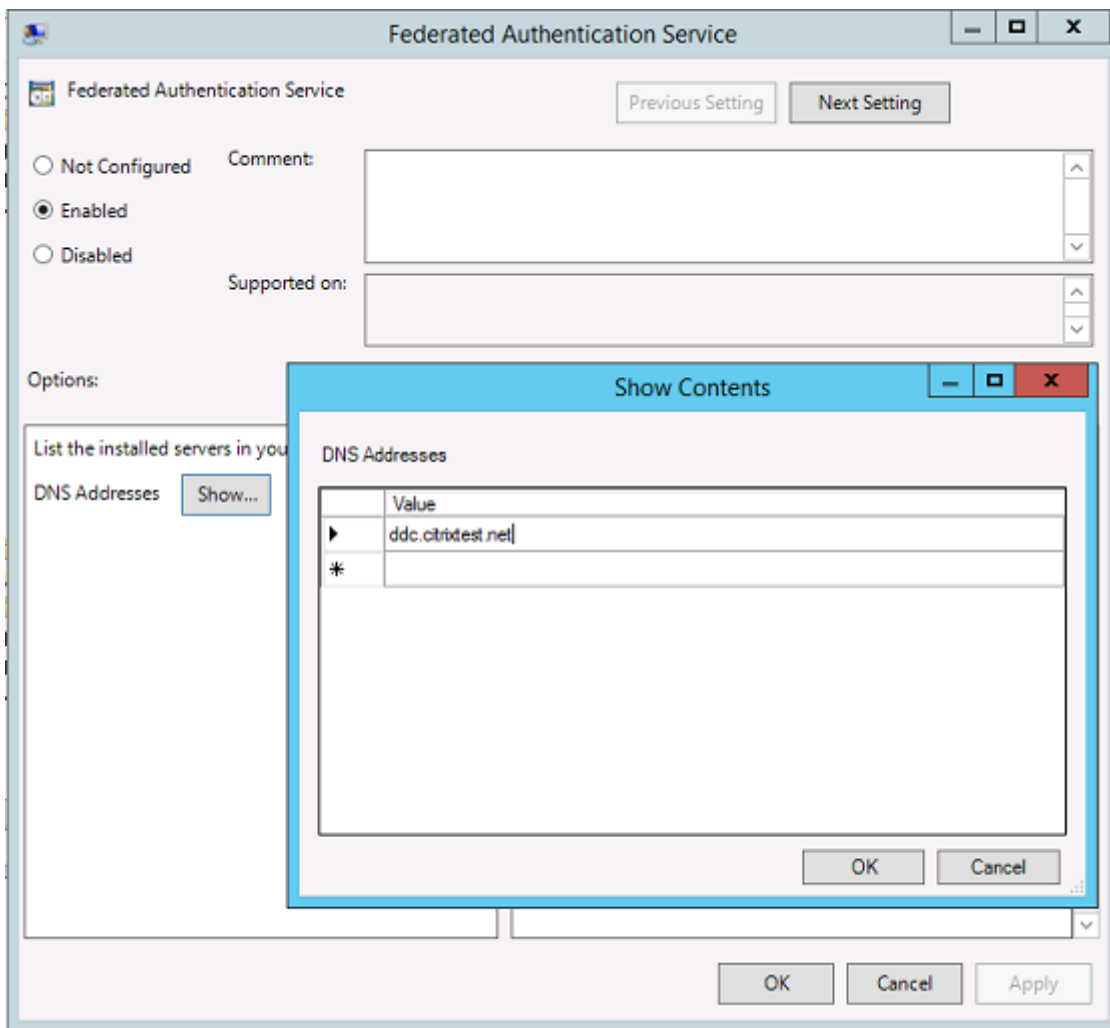 Federated Authentication Service
Federated Authentication Service
Previous Setting
Next Setting
Not Configured
Comment:
Enabled
Disabled
Supported on:
Options:
Show Contents
List the installed servers in you
DNS Addresses
DNS Addresses
Show...
Value
ddc.citrixtest.net
OK
Cancel
OK
Cancel
Apply